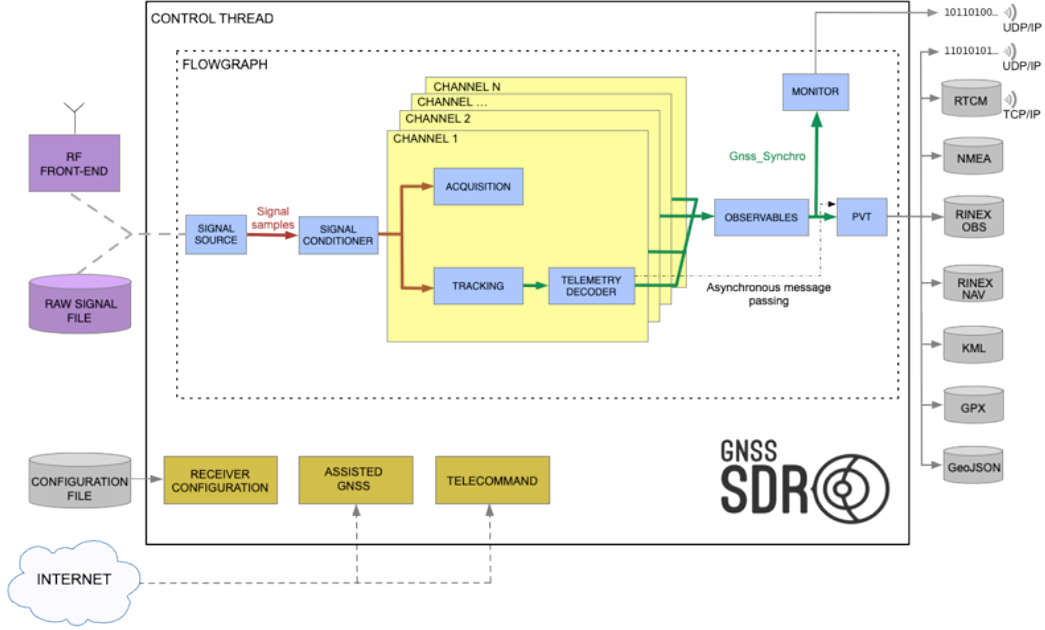 CONTROL THREAD
FLOWGRAPH
CHANNEL N
CHANNEL ...
CHANNEL 2
CHANNEL 1
RF
FRONT-END
RAW SIGNAL
FILE
SIGNAL
SOURCE
Signal
samples
SIGNAL
CONDITIONER
ACQUISITION
TRACKING
TELEMETRY
DECODER
OBSERVABLES
Gnss_Synchro
MONITOR
PVT
Asynchronous message
passing
10110100...
UDP/IP
11010101...
UDP/IP
RTCM
TCP/IP
NMEA
RINEX
OBS
RINEX
NAV
KML
GPX
GeoJSON
CONFIGURATION
FILE
RECEIVER
CONFIGURATION
ASSISTED
GNSS
TELECOMMAND
GNSS
SDR
INTERNET